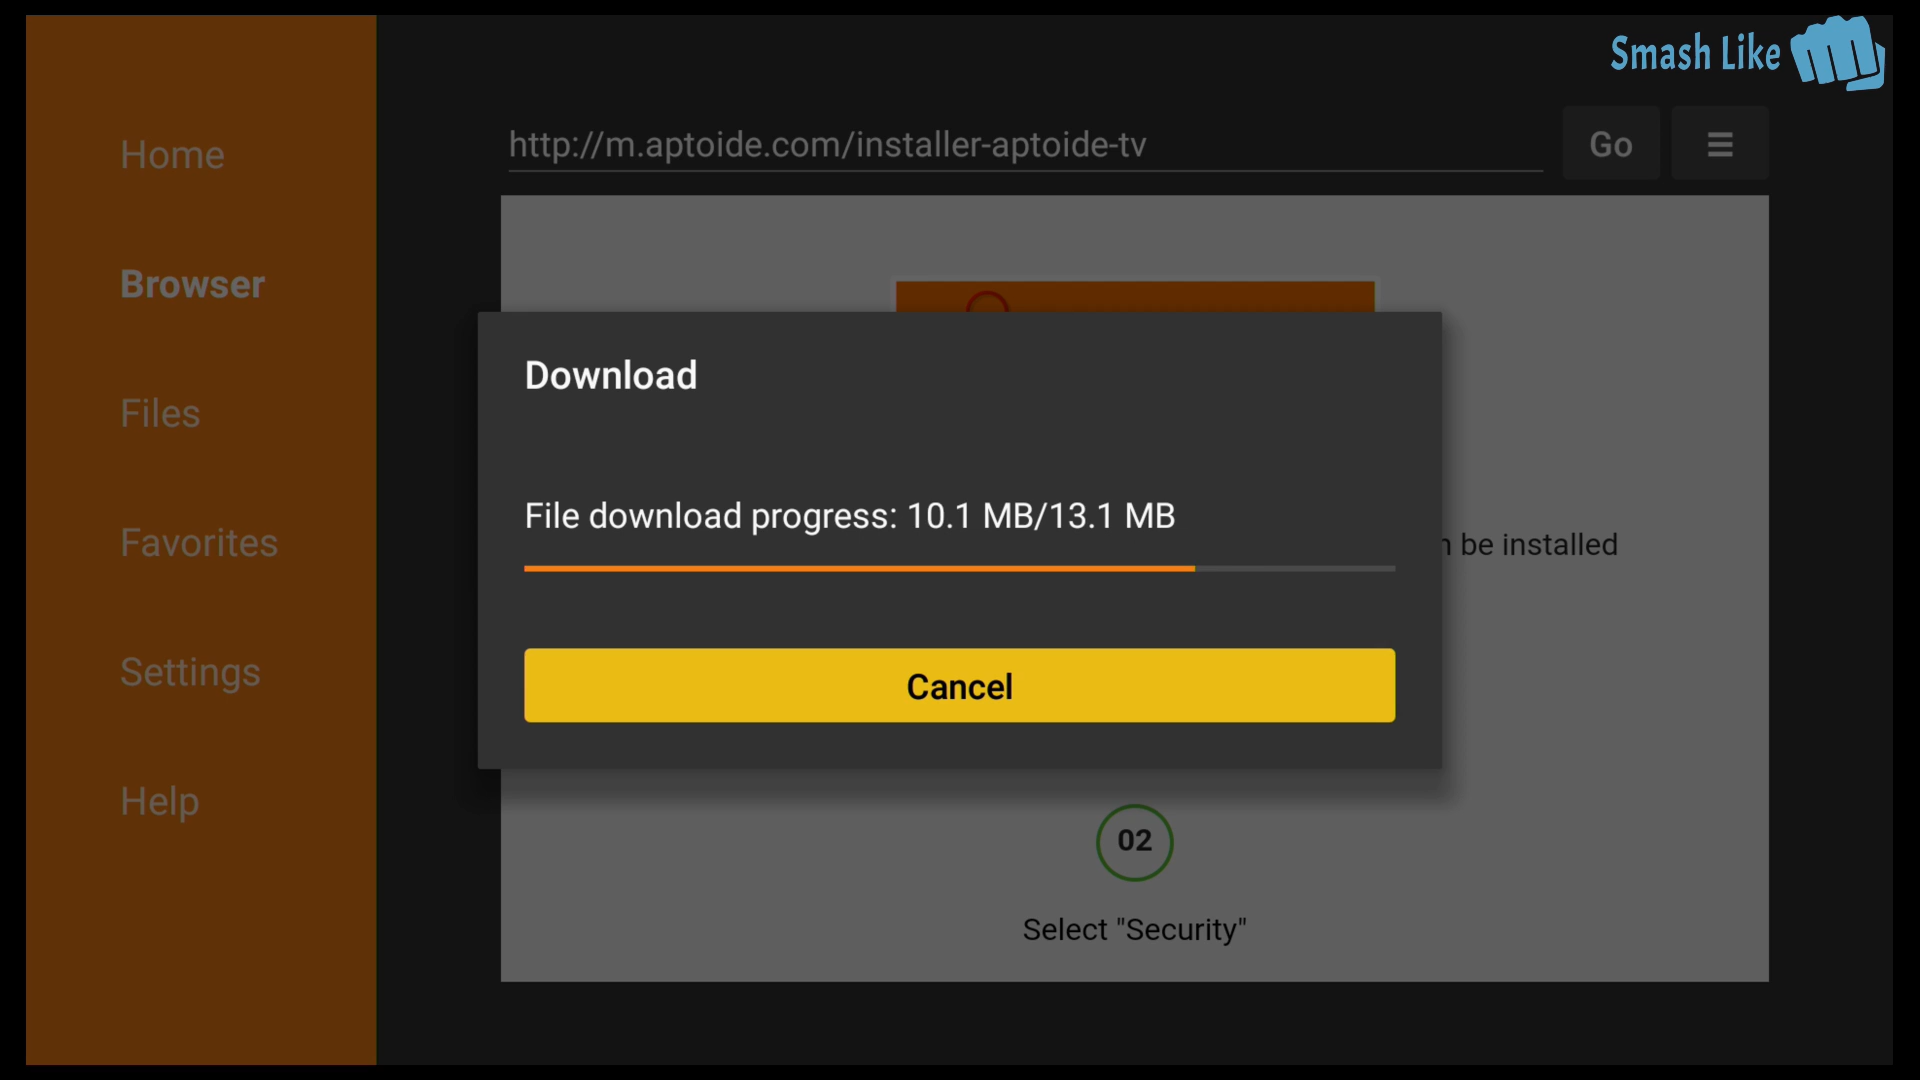 Smash Like
Home
http://m.aptoide.com/installer-aptoide-tv
Go
Browser
Download
Files
File download progress: 10.1 MB/13.1 MB
be installed
Favorites
Settings
Cancel
Help
02
Select "Security"